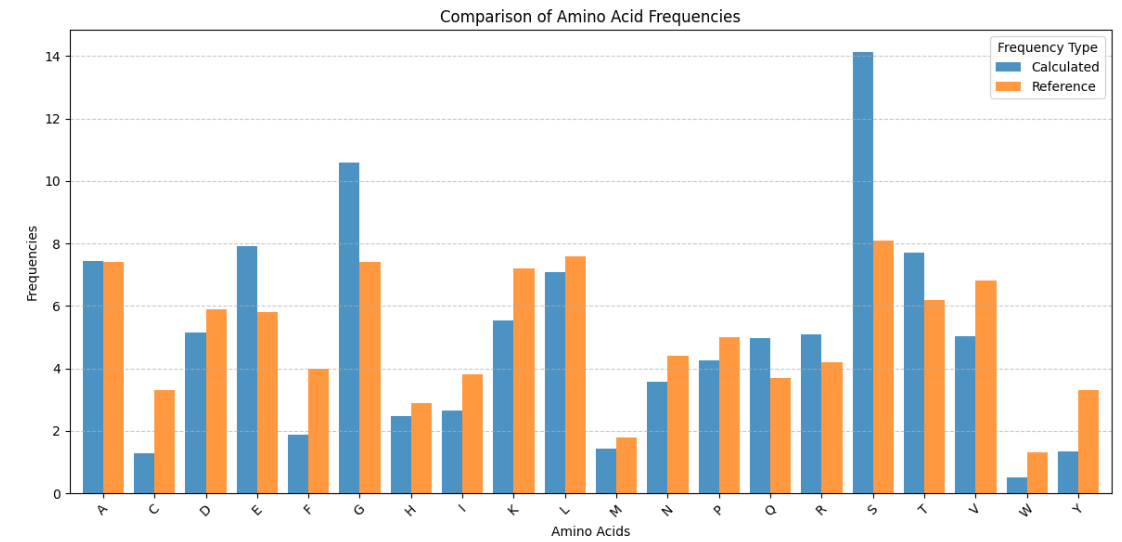 Comparison of Amino Acid Frequencies
Frequency Type
Calculated
Reference
Frequencies
14
12
10
8
6
4
2
0
A C D E F G H I K L M N P Q R S T V W Y
Amino Acids